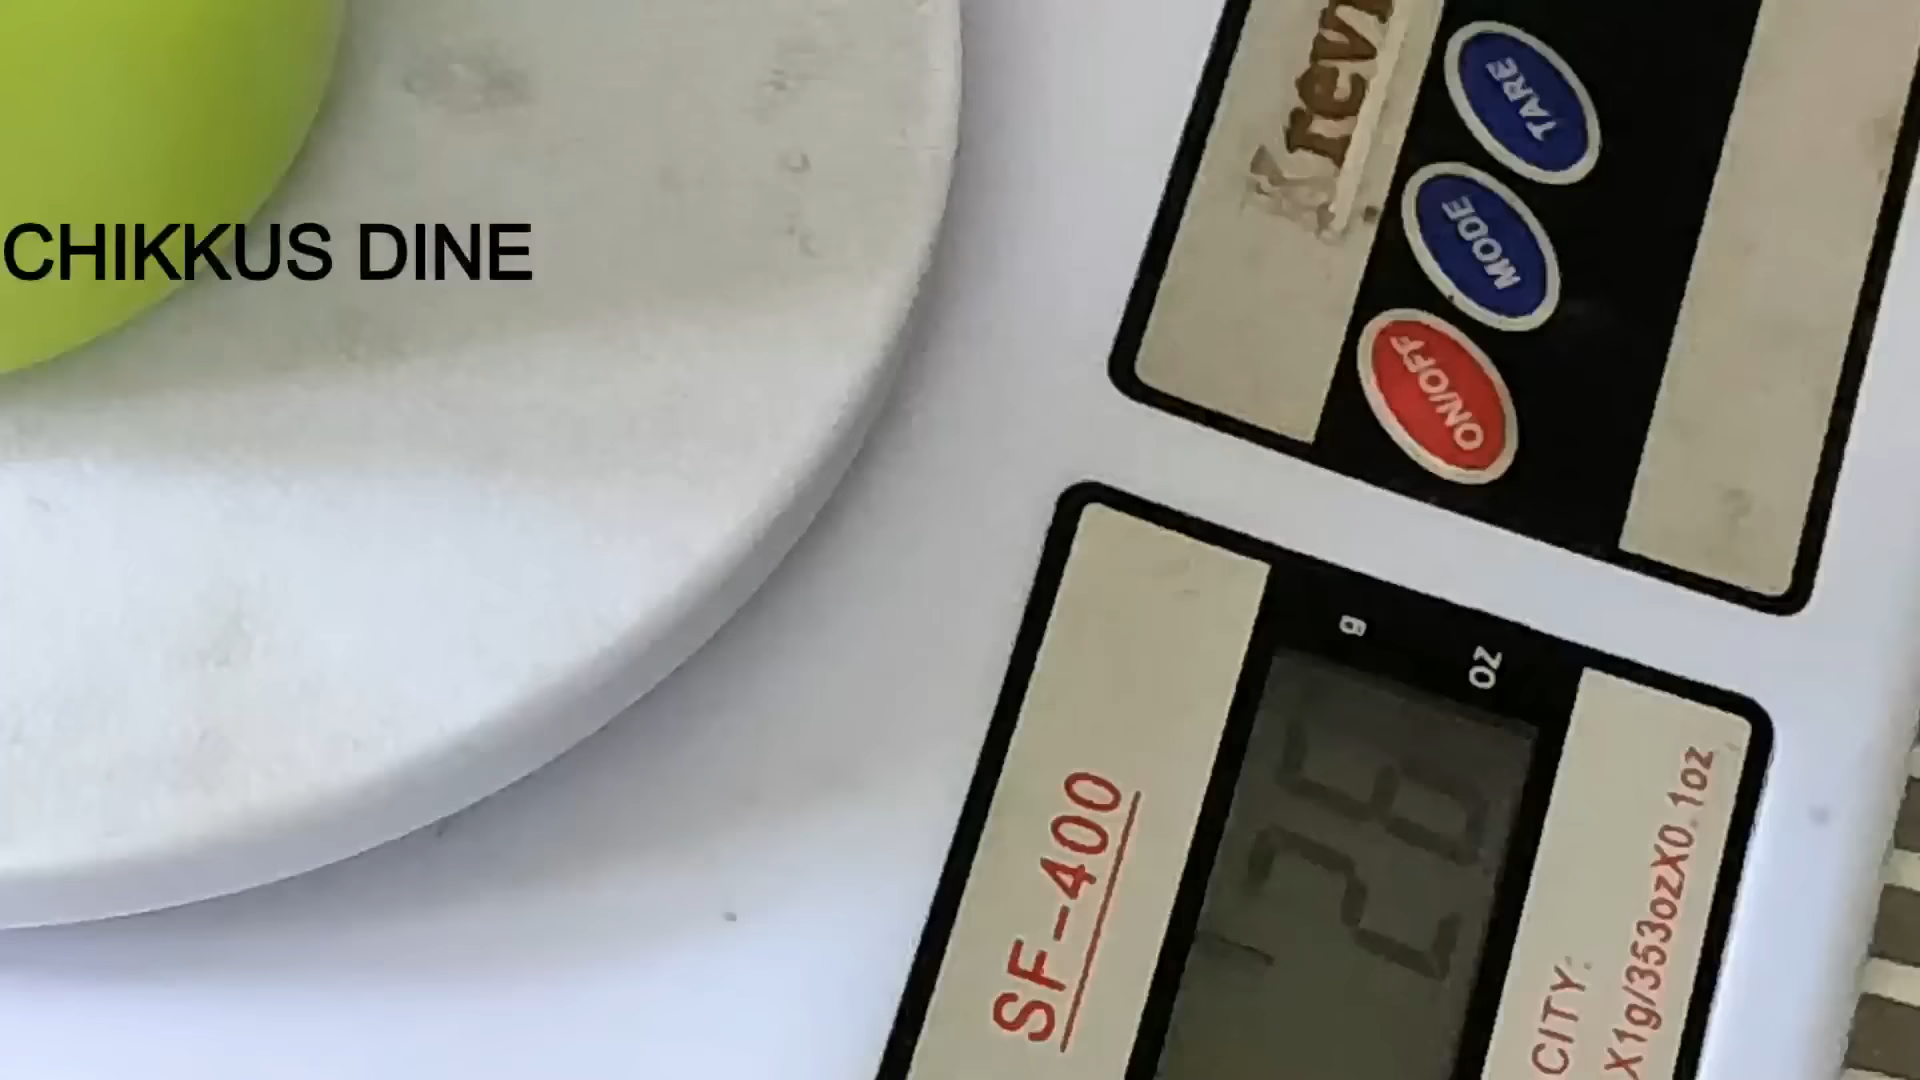 CHIKKUS DINE
TARE
MODE
ON/OFF
g
oz
SF-400
CITY:
X1g/353ozX0.1oz